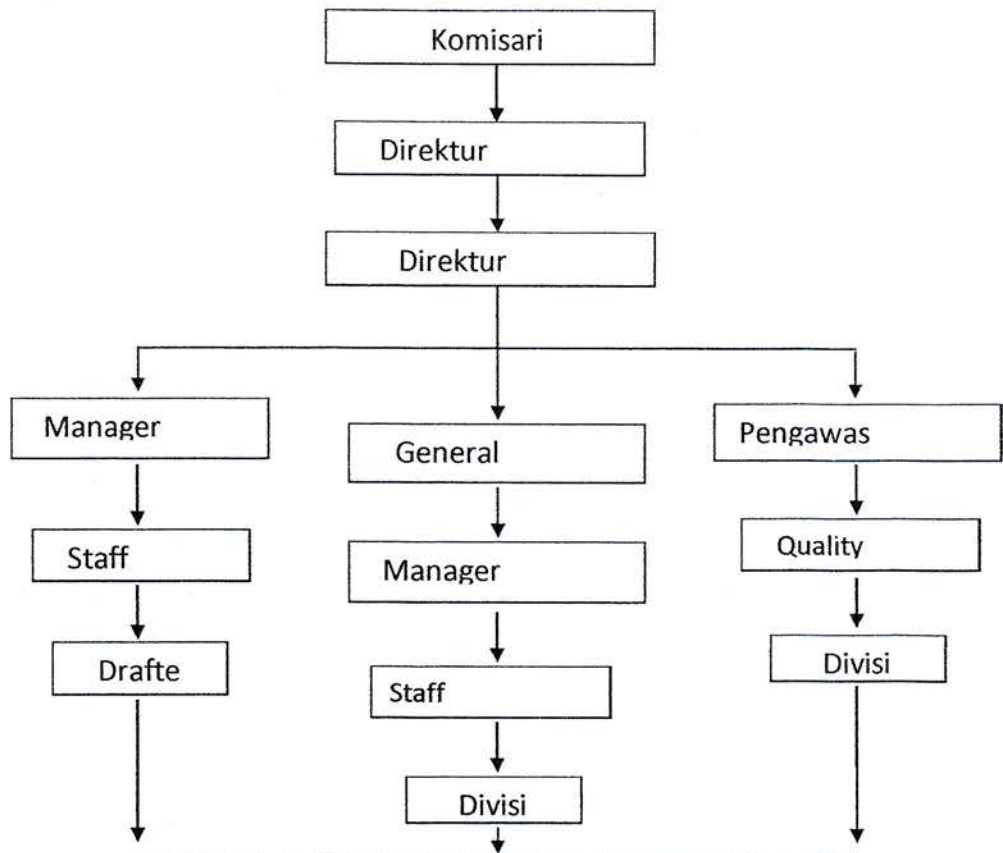 Komisari
Direktur
Direktur
Manager
General
Pengawas
Staff
Manager
Quality
Drafte
Staff
Divisi
Divisi